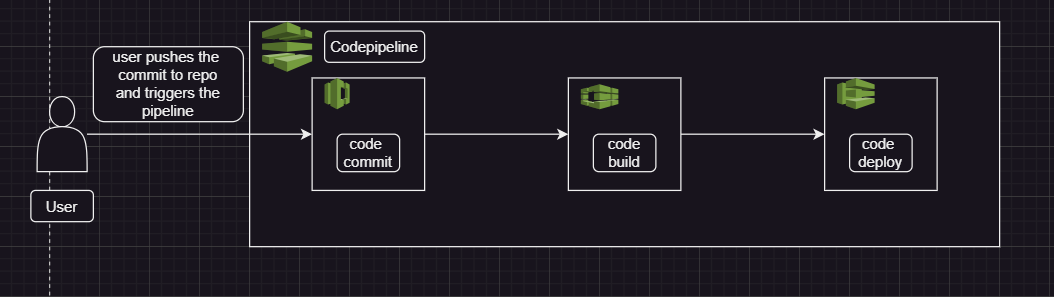 Codepipeline
user pushes the
commit to repo
and triggers the
pipeline
code
commit
code
build
code
deploy
User